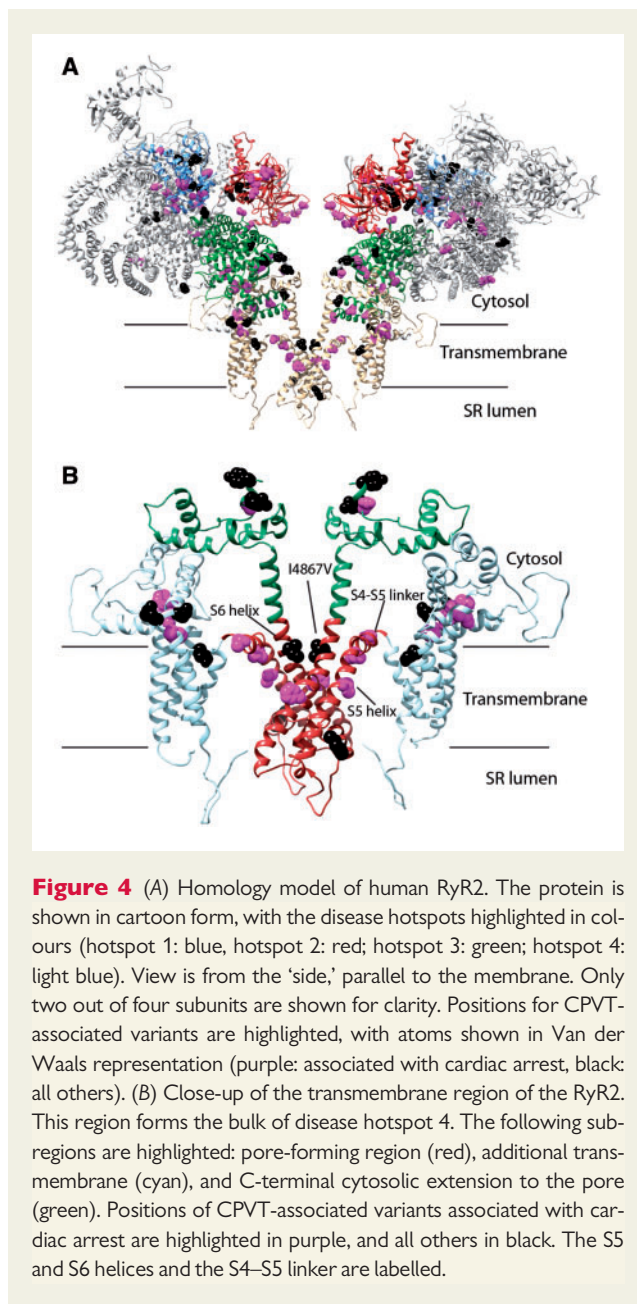 A
Cytosol
Transmembrane
SR lumen
B
Cytosol
I4867V
S4-S5 linker
S6 helix
Transmembrane
S5 helix
SR lumen
Figure 4 (A) Homology model of human RyR2. The protein is
shown in cartoon form, with the disease hotspots highlighted in col-
ours (hotspot 1: blue, hotspot 2: red; hotspot 3: green; hotspot 4:
light blue). View is from the ‘side,’ parallel to the membrane. Only
two out of four subunits are shown for clarity. Positions for CPVT-
associated variants are highlighted, with atoms shown in Van der
Waals representation (purple: associated with cardiac arrest, black:
all others). (B) Close-up of the transmembrane region of the RyR2.
This region forms the bulk of disease hotspot 4. The following sub-
regions are highlighted: pore-forming region (red), additional trans-
membrane (cyan), and C-terminal cytosolic extension to the pore
(green). Positions of CPVT-associated variants associated with car-
diac arrest are highlighted in purple, and all others in black. The S5
and S6 helices and the S4–S5 linker are labelled.